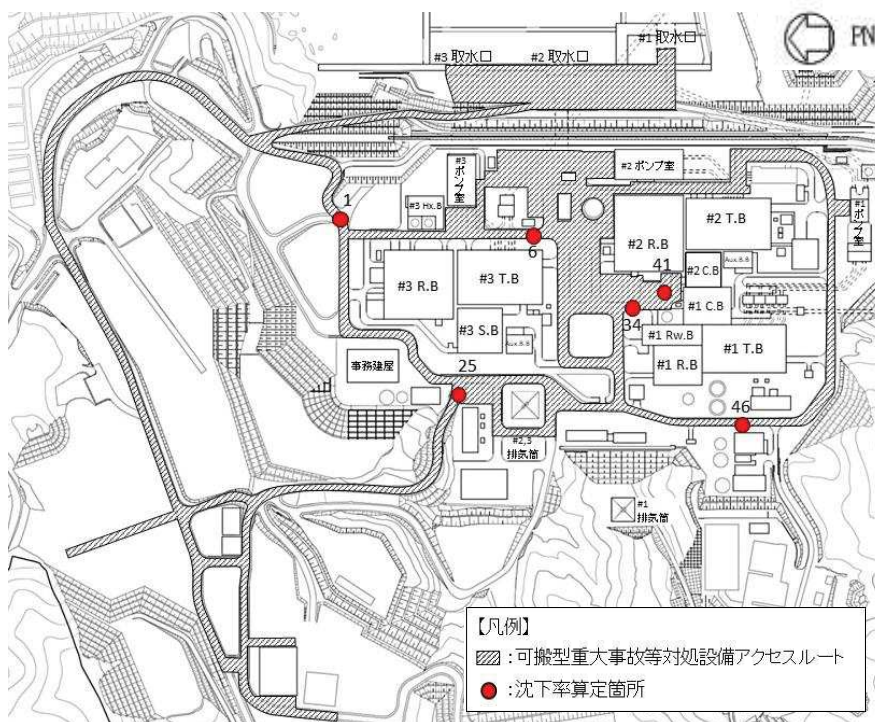 PN
#1 取水口
#3 取水口
#2 取水口
#3
ポンプ室
#2 ポンプ室
#1
ポンプ室
1
#3 Hx.B
6
#2 R.B
#2 T.B
41
#2 C.B
Aux.B.B
#3 R.B
#3 T.B
34
#1 C.B
#3 S.B
Aux.B.B
#1 Rw.B
#1 R.B
#1 T.B
事務建屋
25
46
#2,3
排気筒
#1
排気筒
【凡例】
:可搬型重大事故等対処設備アクセスルート
:沈下率算定箇所